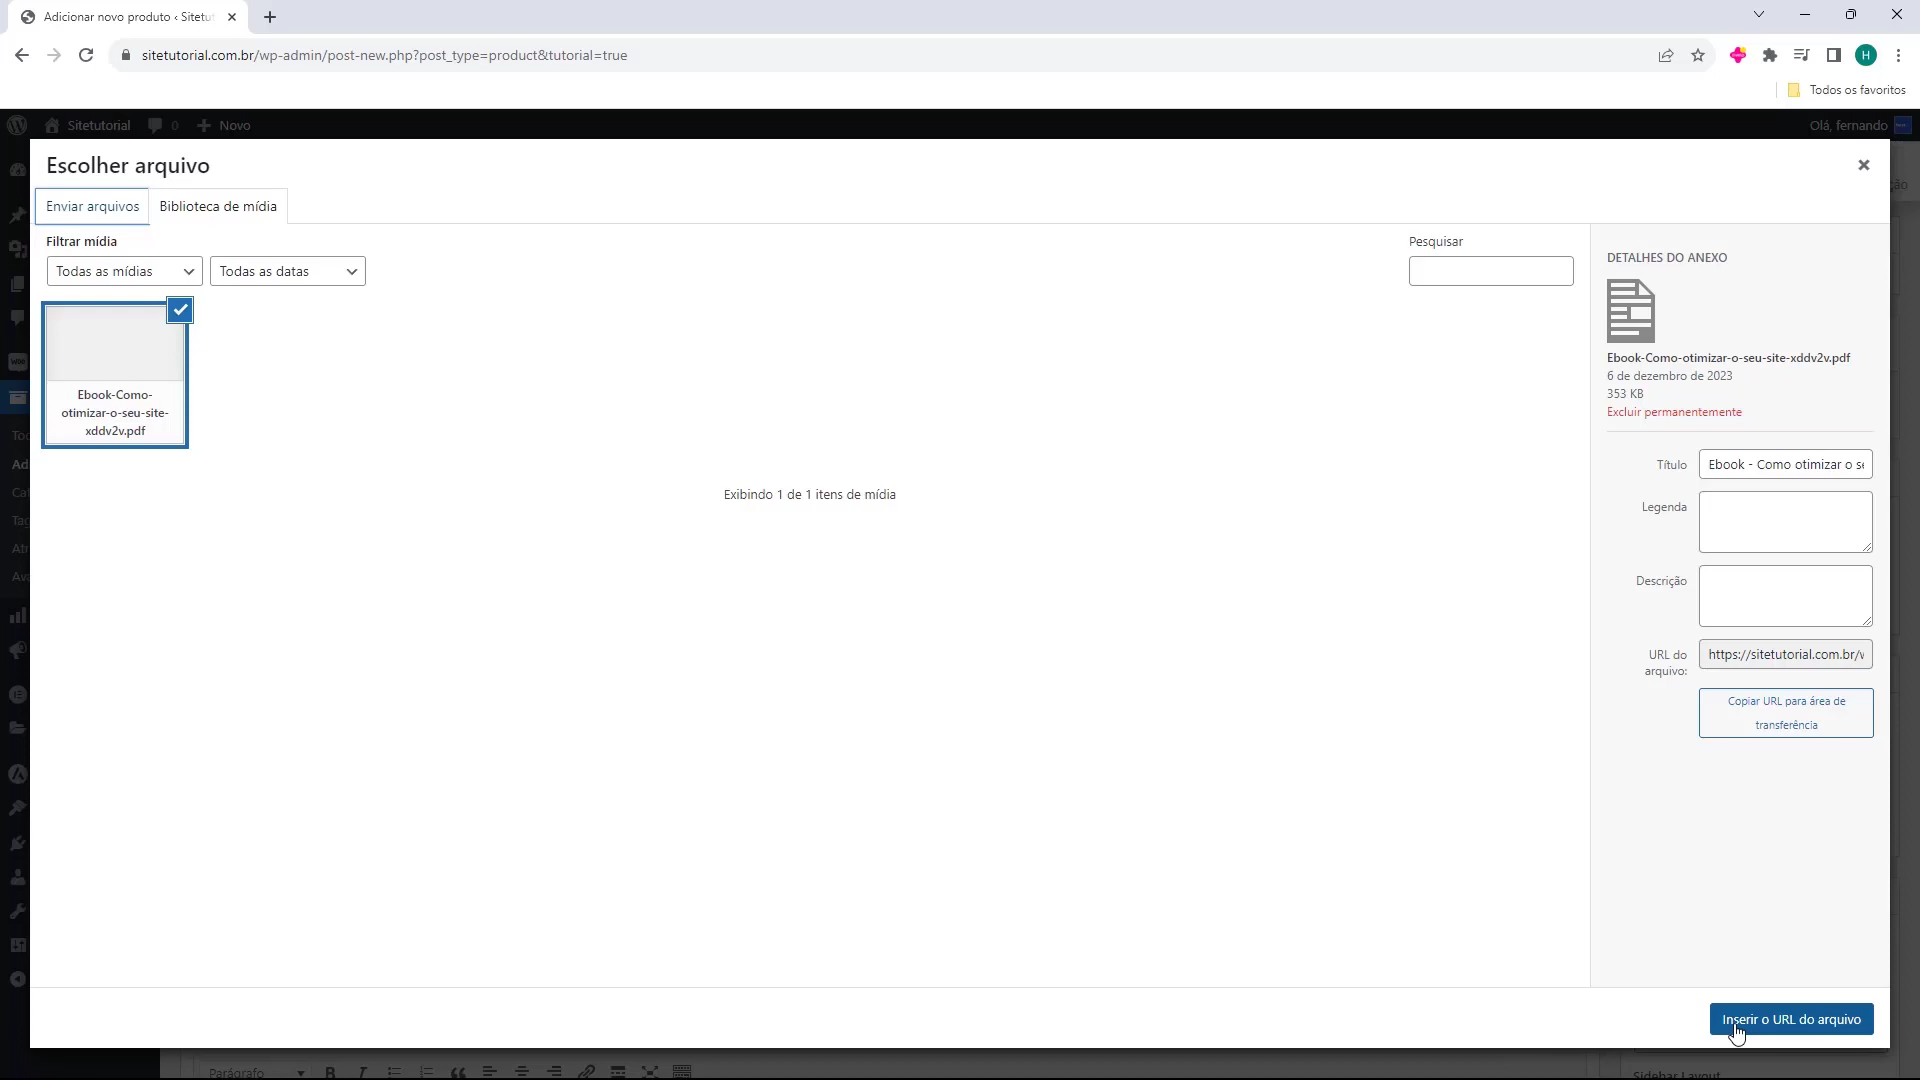 Adicionar novo produto ‹ Sitetut
sitetutorial.com.br/wp-admin/post-new.php?post_type=product&tutorial=true
H
Todos os favoritos
Sitetutorial
0
Novo
Olá, fernando
Escolher arquivo
Enviar arquivos
Biblioteca de mídia
Filtrar mídia
Todas as mídias
Todas as datas
Pesquisar
Ebook-Como-
otimizar-o-seu-site-
xddv2v.pdf
Exibindo 1 de 1 itens de mídia
DETALHES DO ANEXO
Ebook-Como-otimizar-o-seu-site-xddv2v.pdf
6 de dezembro de 2023
353 KB
Excluir permanentemente
Título
Ebook - Como otimizar o se
Legenda
Descrição
URL do
arquivo:
https://sitetutorial.com.br/w
Copiar URL para área de
transferência
Inserir o URL do arquivo
Parágrafo
Sidebar Layout